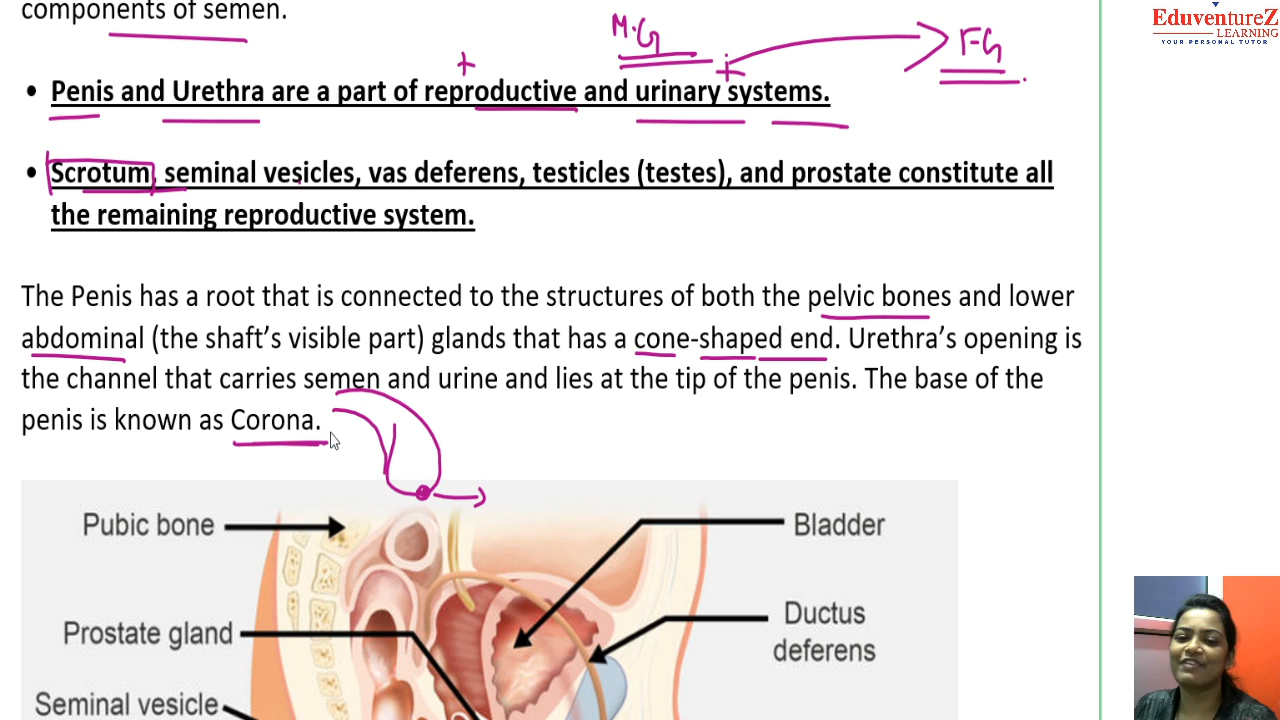 components of semen.
EduventureZ
LEARNING
YOUR PERSONAL TUTOR
M.G
F-G
• Penis and Urethra are a part of reproductive and urinary systems.
• Scrotum, seminal vesicles, vas deferens, testicles (testes), and prostate constitute all
the remaining reproductive system.
The Penis has a root that is connected to the structures of both the pelvic bones and lower
abdominal (the shaft’s visible part) glands that has a cone-shaped end. Urethra’s opening is
the channel that carries semen and urine and lies at the tip of the penis. The base of the
penis is known as Corona.
Pubic bone
Bladder
Prostate gland
Ductus
deferens
Seminal vesicle